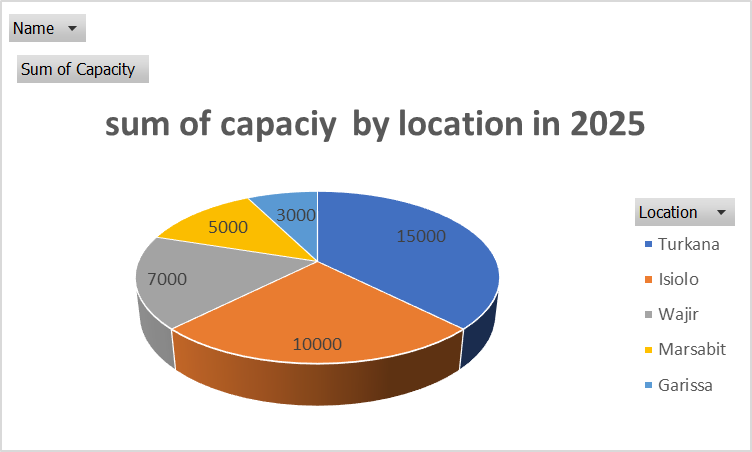 Name
Sum of Capacity
sum of capaciy by location in 2025
3000
5000
15000
7000
10000
Location
Turkana
Isiolo
Wajir
Marsabit
Garissa